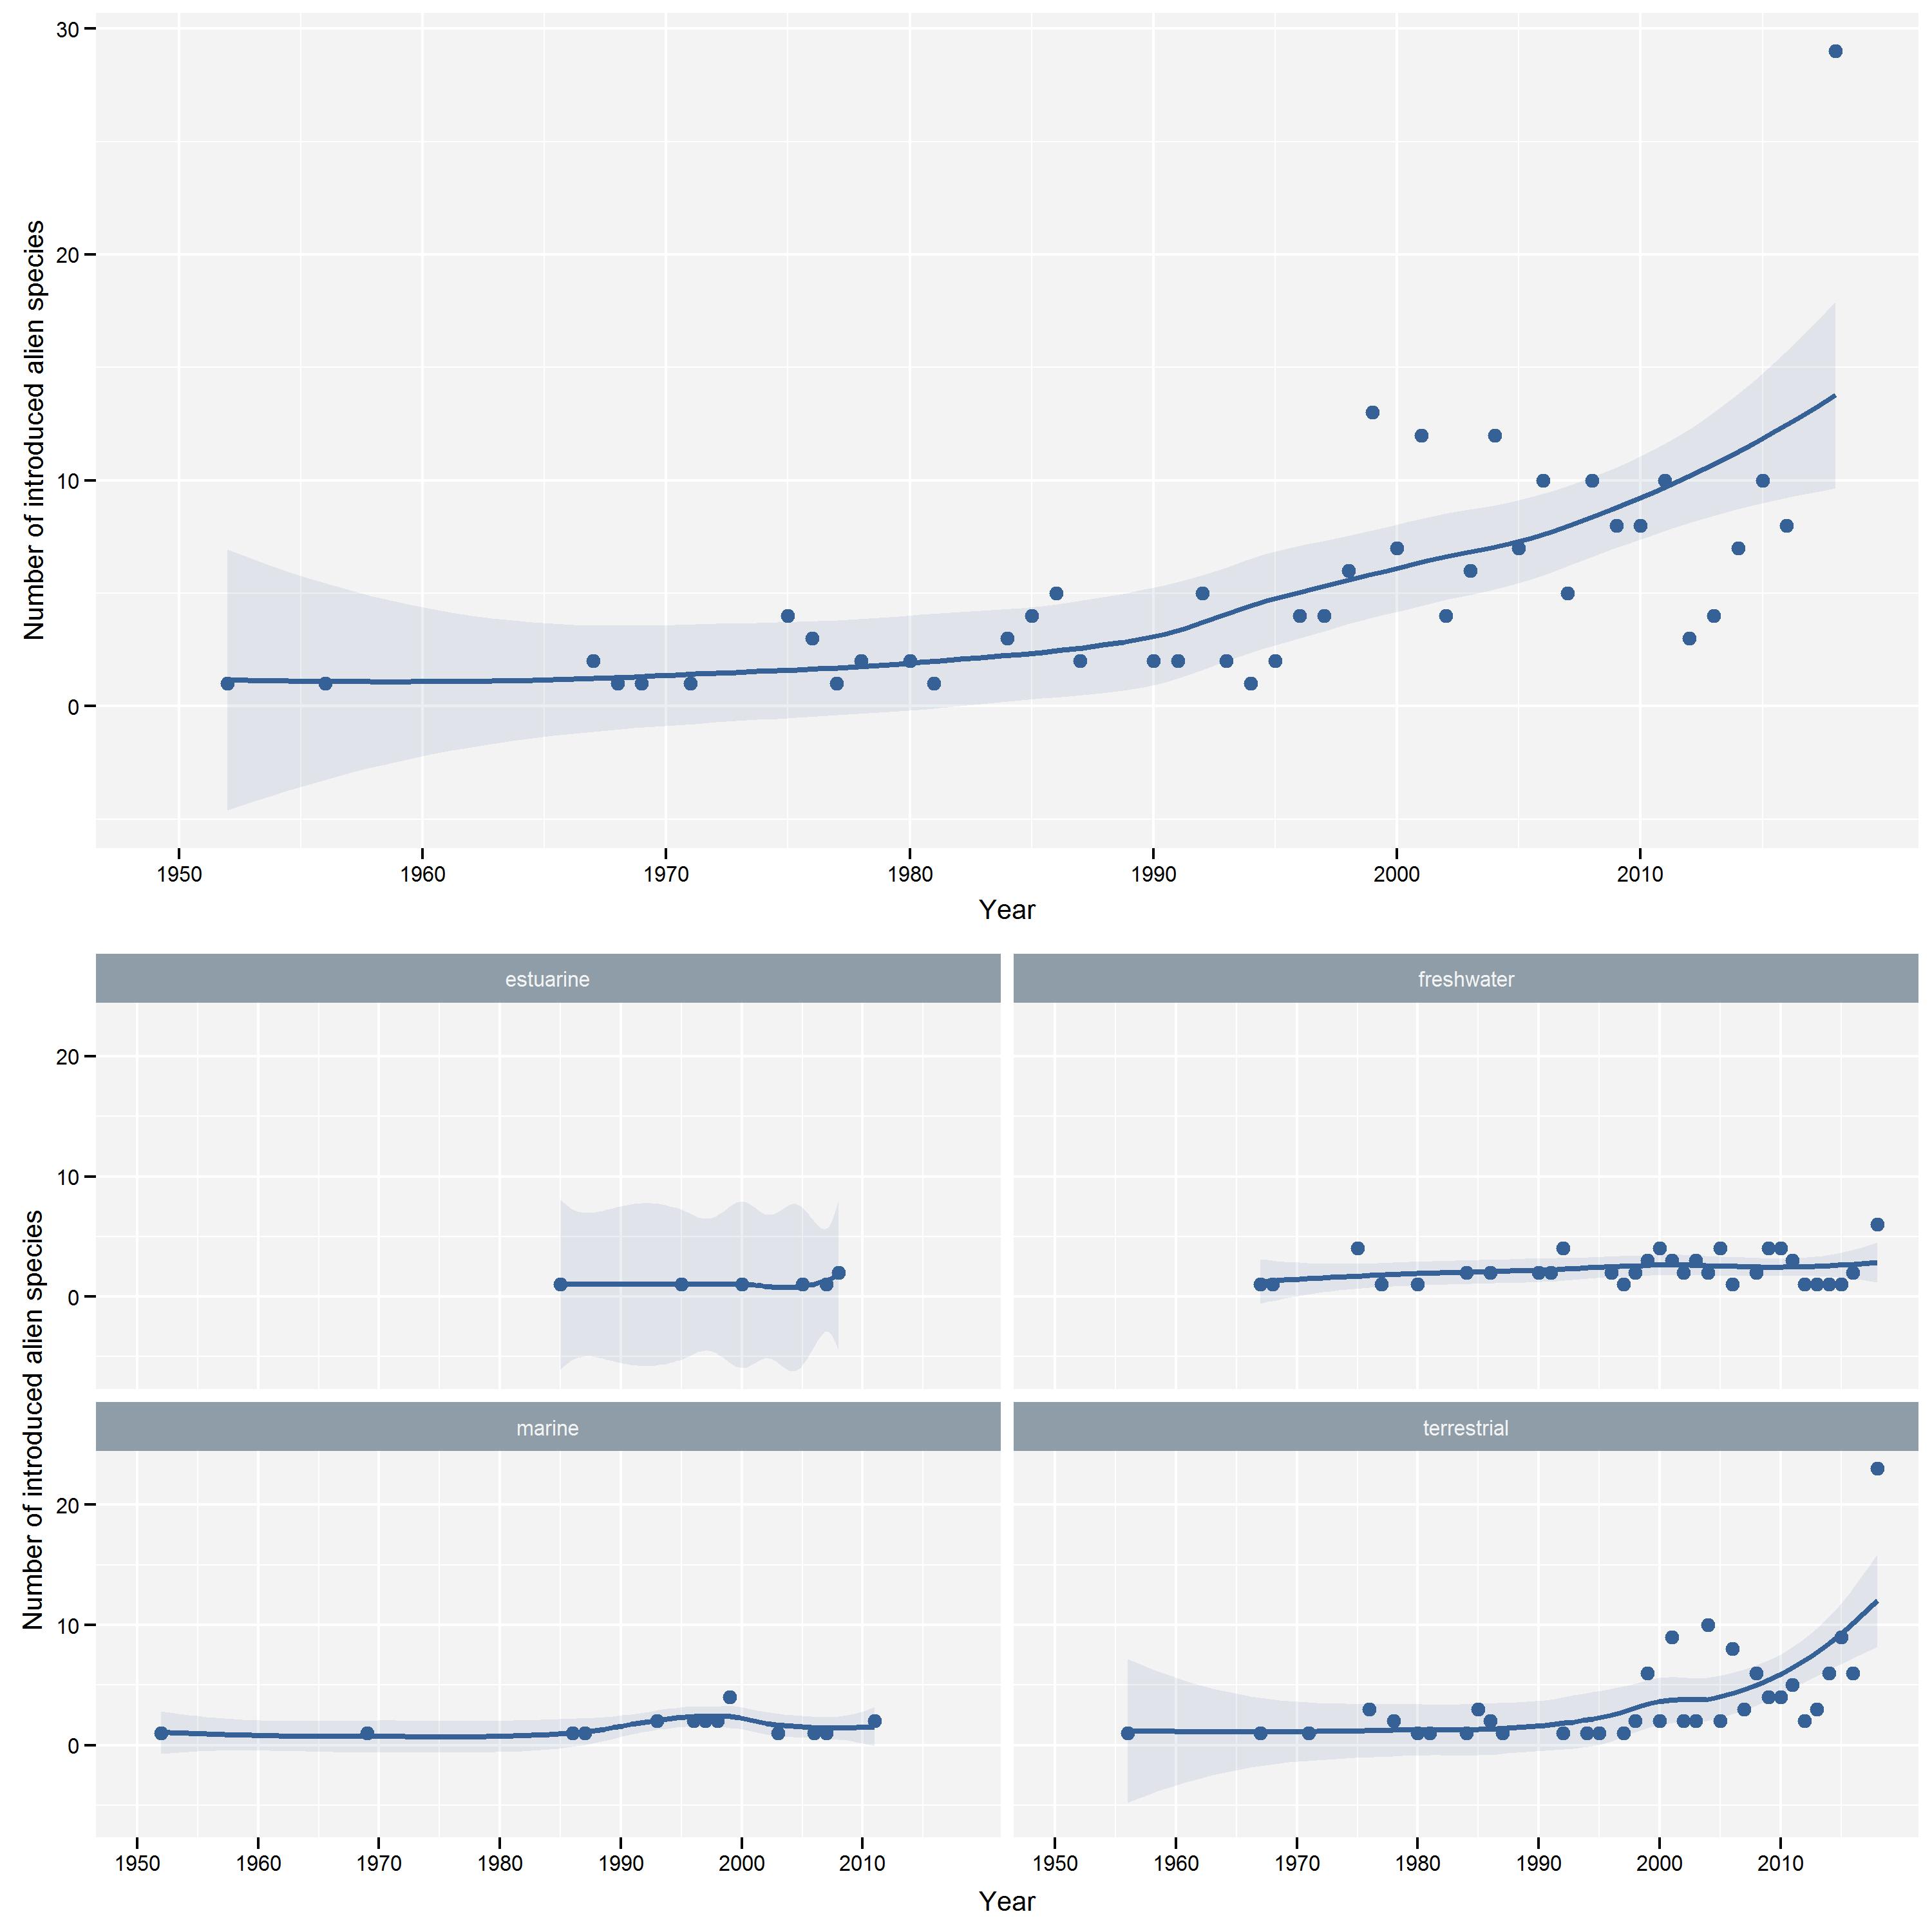 Number of introduced alien species
30
20
10
0
1950 1960 1970 1980 1990 2000 2010
Year
Number of introduced alien species
estuarine freshwater
20
10
0
marine terrestrial
20
10
0
1950 1960 1970 1980 1990 2000 2010 1950 1960 1970 1980 1990 2000 2010
Year